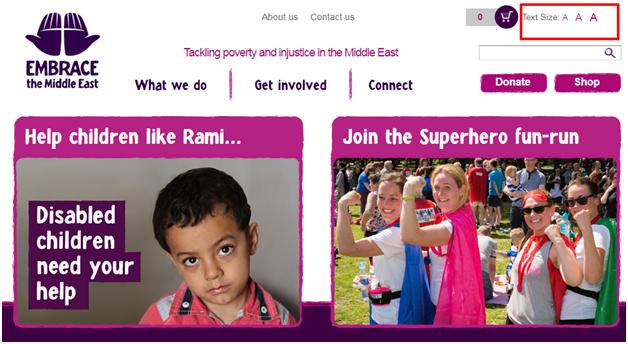 About us
Contact us
0
Text Size: A A A
EMBRACE
the Middle East
Tackling poverty and injustice in the Middle East
What we do
Get involved
Connect
Donate
Shop
Help children like Rami...
Disabled
children
need your
help
Join the Superhero fun-run